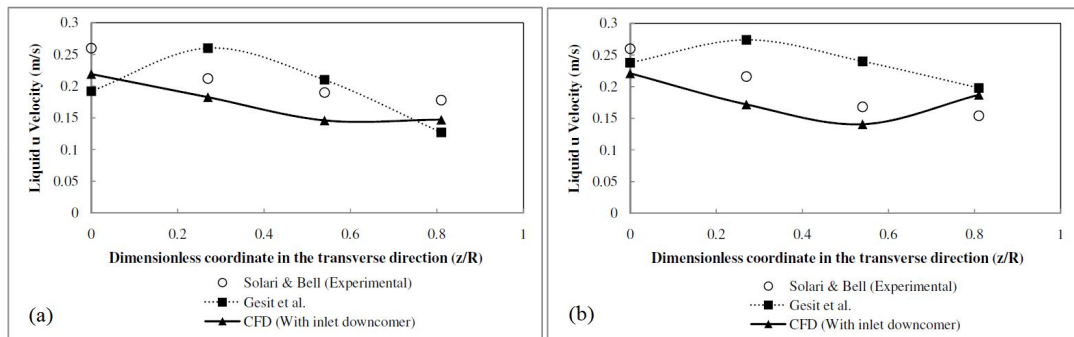 0.3
0.25
0.2
0.15
0.1
0.05
0
Liquid u Velocity (m/s)
0 0.2 0.4 0.6 0.8 1
Dimensionless coordinate in the transverse direction (z/R)
Solari & Bell (Experimental)
Gesit et al.
CFD (With inlet downcomer)
(a)
0.3
0.25
0.2
0.15
0.1
0.05
0
Liquid u Velocity (m/s)
0 0.2 0.4 0.6 0.8 1
Dimensionless coordinate in the transverse direction (z/R)
Solari & Bell (Experimental)
Gesit et al.
CFD (With inlet downcomer)
(b)